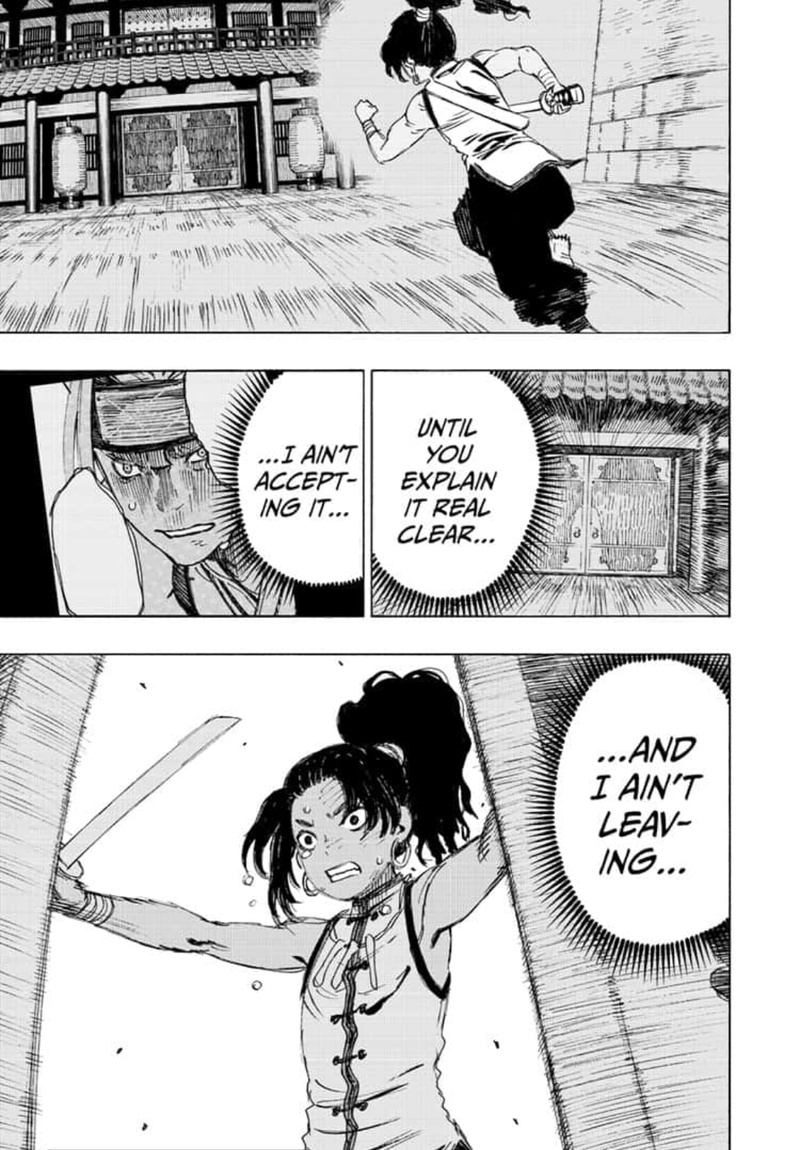 UNTIL
YOU
EXPLAIN
IT REAL
CLEAR...
...I AIN'T
ACCEPT-
ING IT...
...AND
I AIN'T
LEAV-
ING...